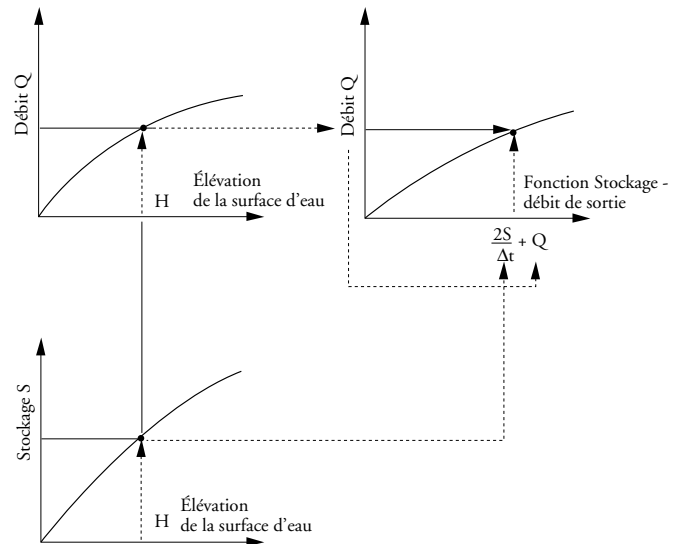 Débit Q
H
Élévation
de la surface d'eau
Débit Q
Fonction Stockage -
débit de sortie
2S
Δt
+ Q
Stockage S
H
Élévation
de la surface d'eau